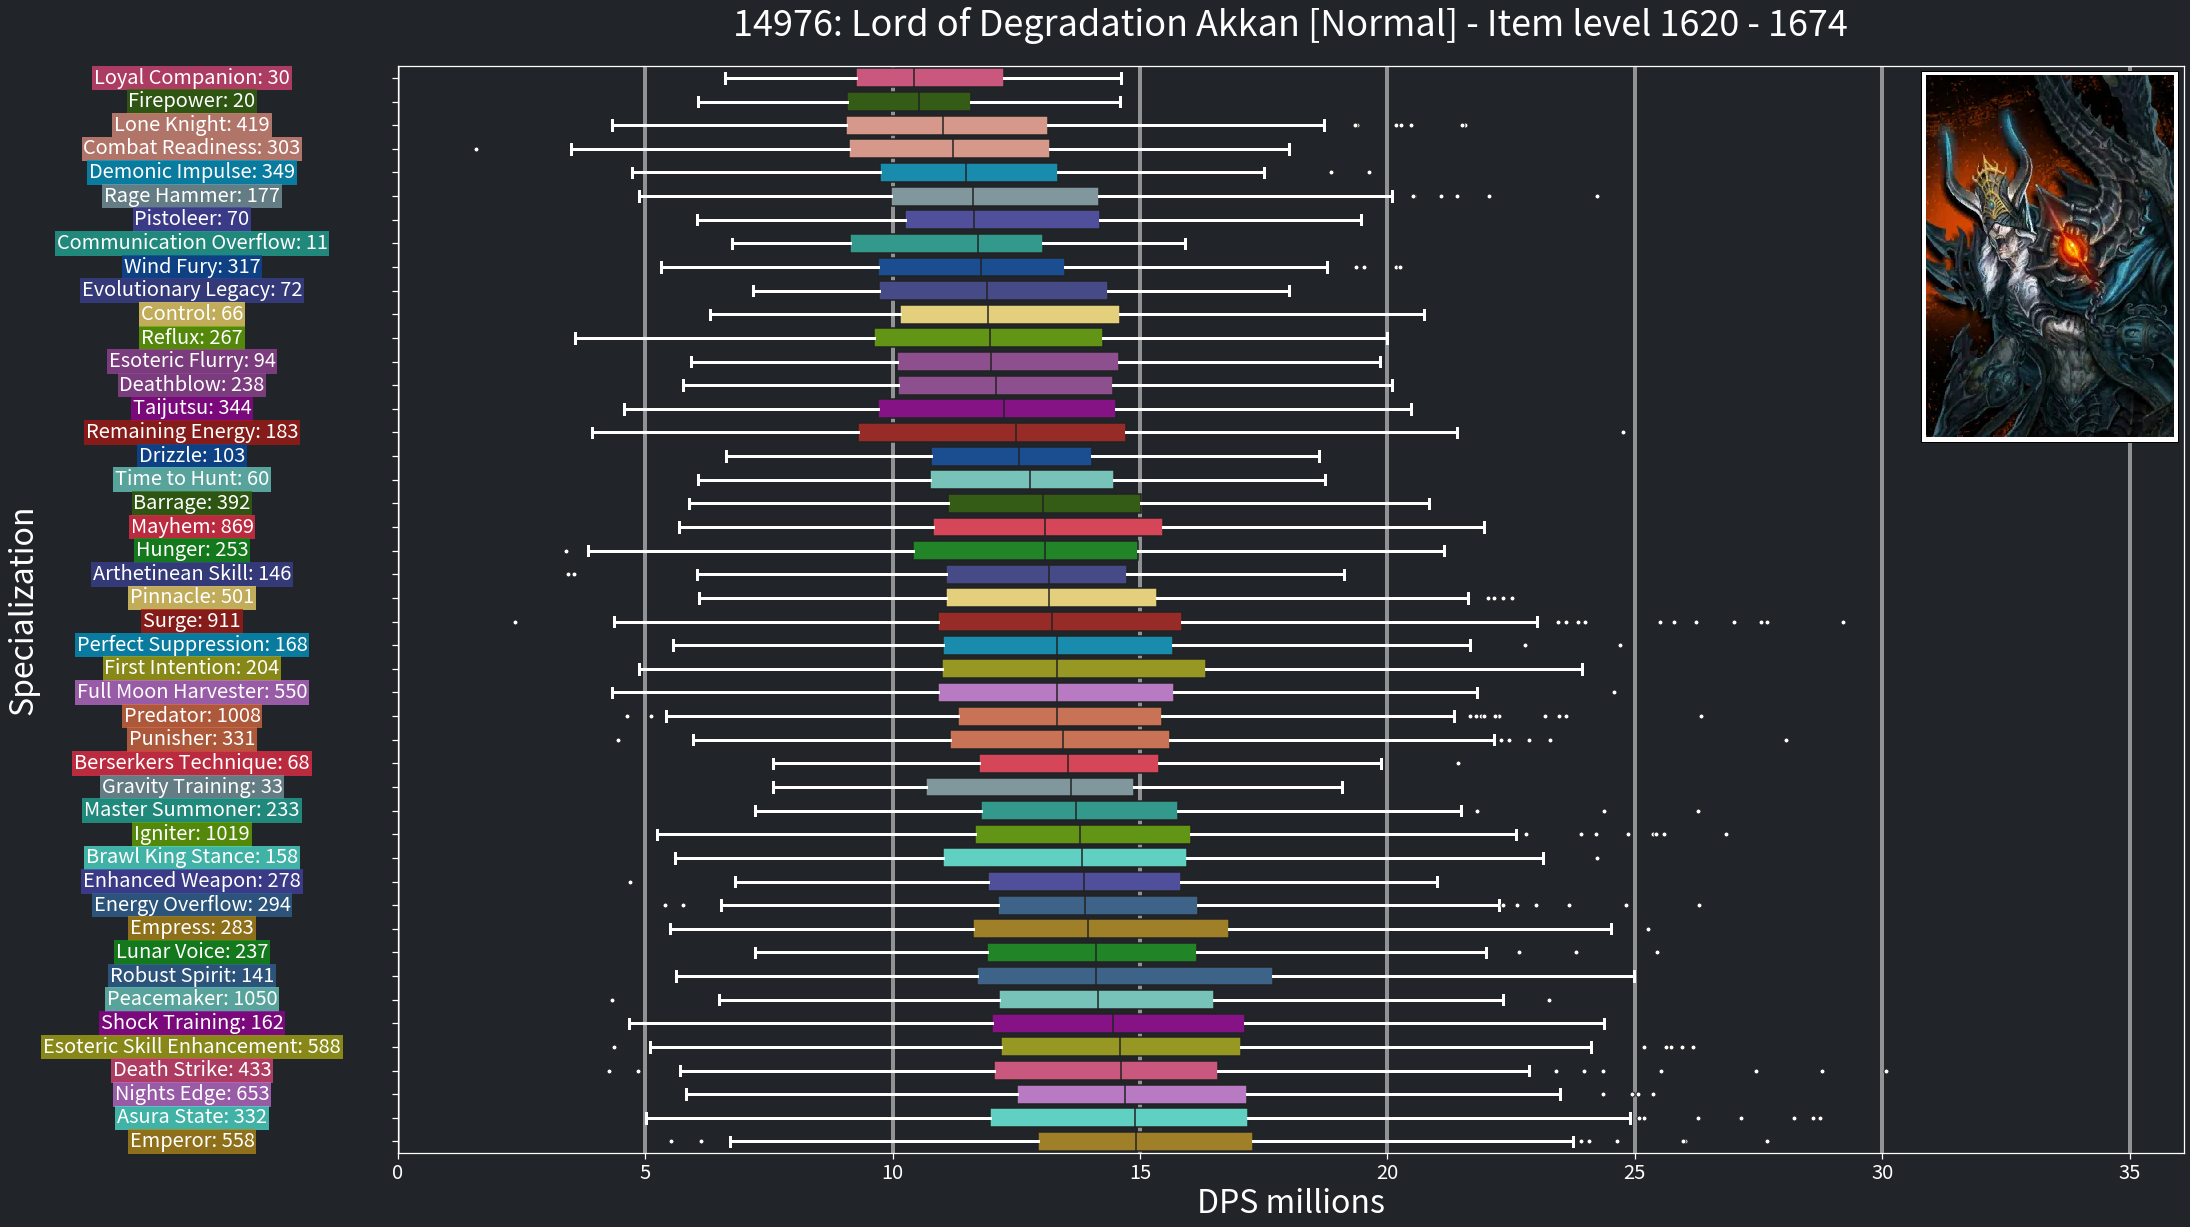 14976: Lord of Degradation Akkan [Normal] - Item level 1620 - 1674
Loyal Companion: 30
Firepower: 20
Lone Knight: 419
Combat Readiness: 303
Demonic Impulse: 349
Rage Hammer: 177
Pistoleer: 70
Communication Overflow: 11
Wind Fury: 317
Evolutionary Legacy: 72
Control: 66
Reflux: 267
Esoteric Flurry: 94
Deathblow: 238
Taijutsu: 344
Remaining Energy: 183
Drizzle: 103
Time to Hunt: 60
Barrage: 392
Mayhem: 869
Hunger: 253
Arthetinean Skill: 146
Pinnacle: 501
Surge: 911
Perfect Suppression: 168
First Intention: 204
Full Moon Harvester: 550
Predator: 1008
Punisher: 331
Berserkers Technique: 68
Gravity Training: 33
Master Summoner: 233
Igniter: 1019
Brawl King Stance: 158
Enhanced Weapon: 278
Energy Overflow: 294
Empress: 283
Lunar Voice: 237
Robust Spirit: 141
Peacemaker: 1050
Shock Training: 162
Esoteric Skill Enhancement: 588
Death Strike: 433
Nights Edge: 653
Asura State: 332
Emperor: 558
Specialization
0 5 10 15 20 25 30 35
DPS millions